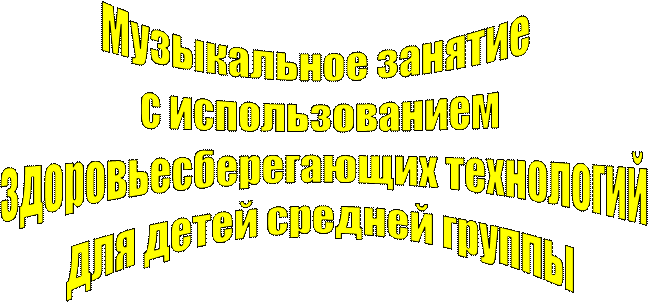 Музыкальное занятие
с использованием
здоровьесберегающих технологий
для детей средней группы